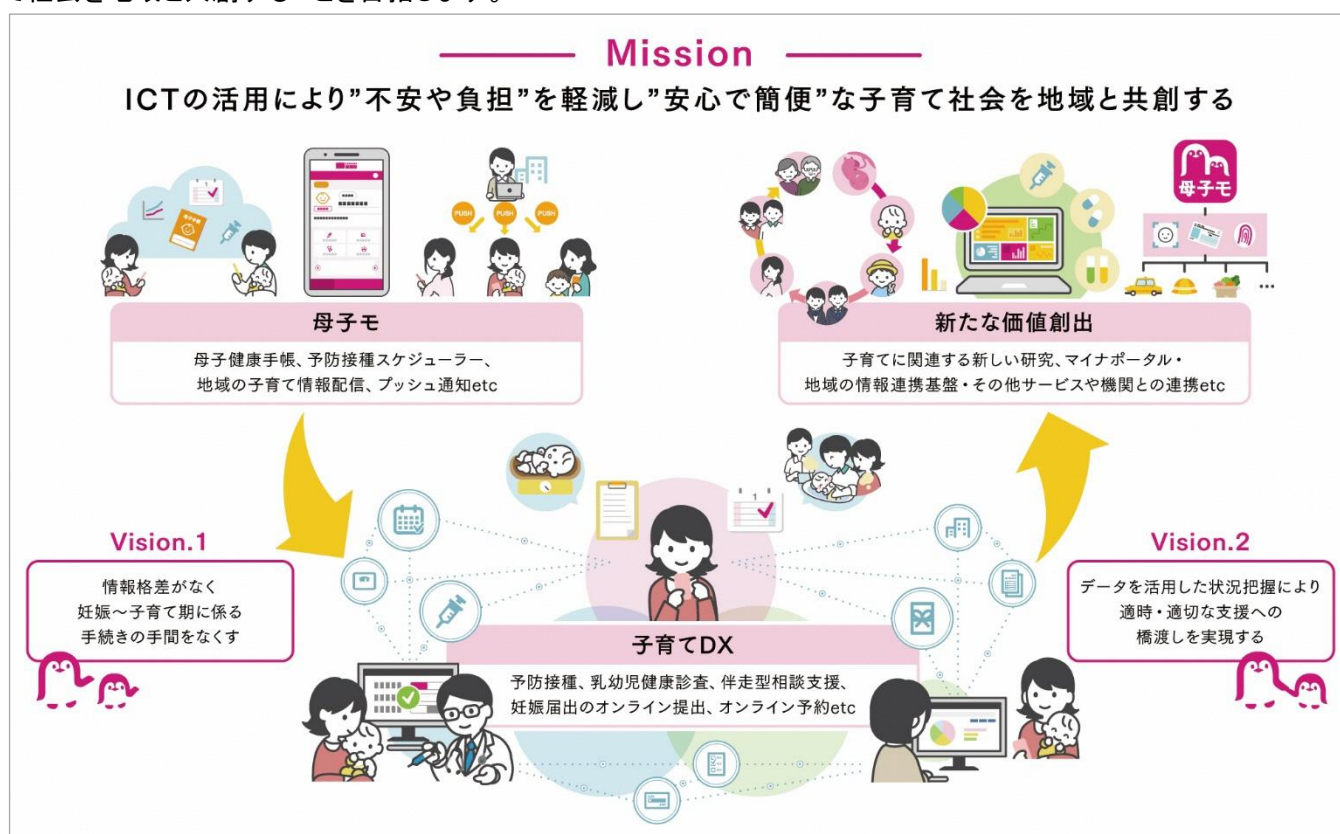 Mission
ICTの活用により”不安や負担”を軽減し”安心で簡便”な子育て社会を地域と共創する
PUSH
PUSH
PUSH
母子手帳
1
母子モ
母子モ
母子健康手帳、予防接種スケジューラー、
地域の子育て情報配信、プッシュ通知etc
新たな価値創出
子育てに関連する新しい研究、マイナポータル・
地域の情報連携基盤・その他サービスや機関との連携etc
...
1
Vision.1
情報格差がなく
妊娠～子育て期に係る
手続きの手間をなくす
Vision.2
データを活用した状況把握により
適時・適切な支援への
橋渡しを実現する
子育てDX
予防接種、乳幼児健康診査、伴走型相談支援、
妊娠届出のオンライン提出、オンライン予約etc